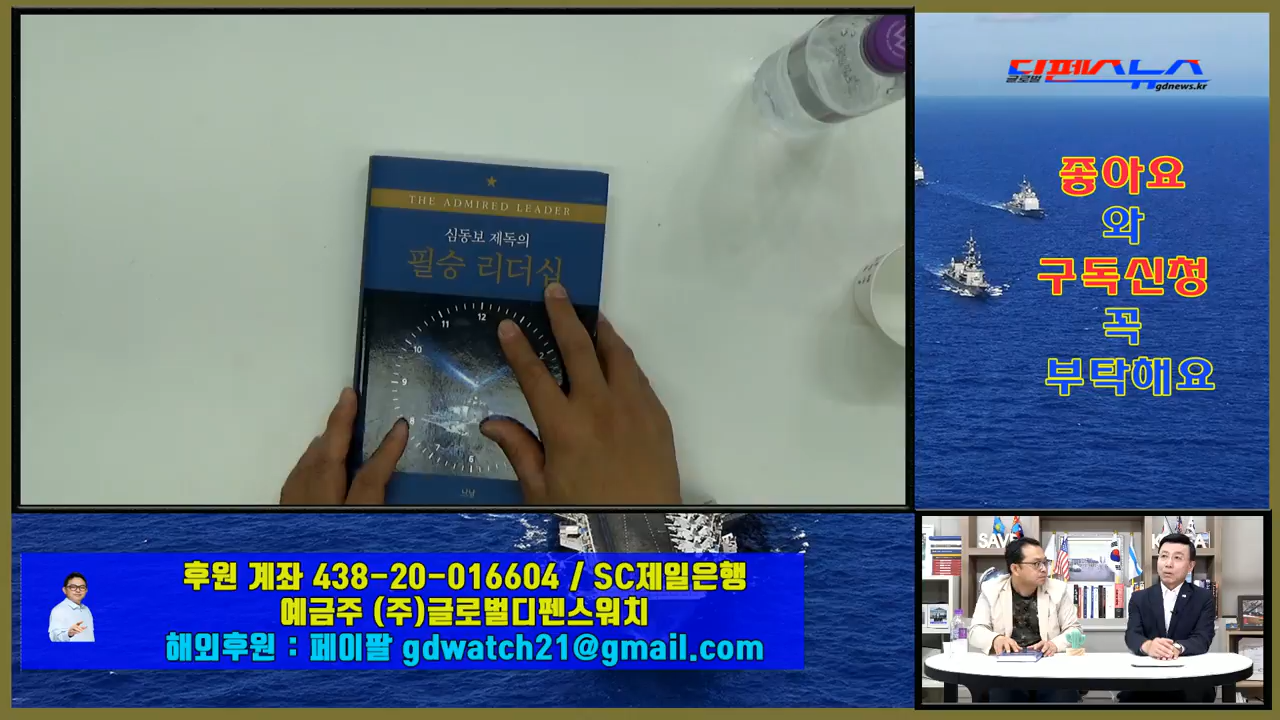 THE ADMIRED LEADER
심동보 제독의
필승 리더십
12
11
2
10
9
8
7
6
디펜스뉴스
글로벌
gdnews.kr
좋아요
와
구독신청
꼭
부탁해요
후원 계좌 438-20-016604 / SC제일은행
예금주 (주)글로벌디펜스워치
해외후원 : 페이팔 gdwatch21@gmail.com
SAVE